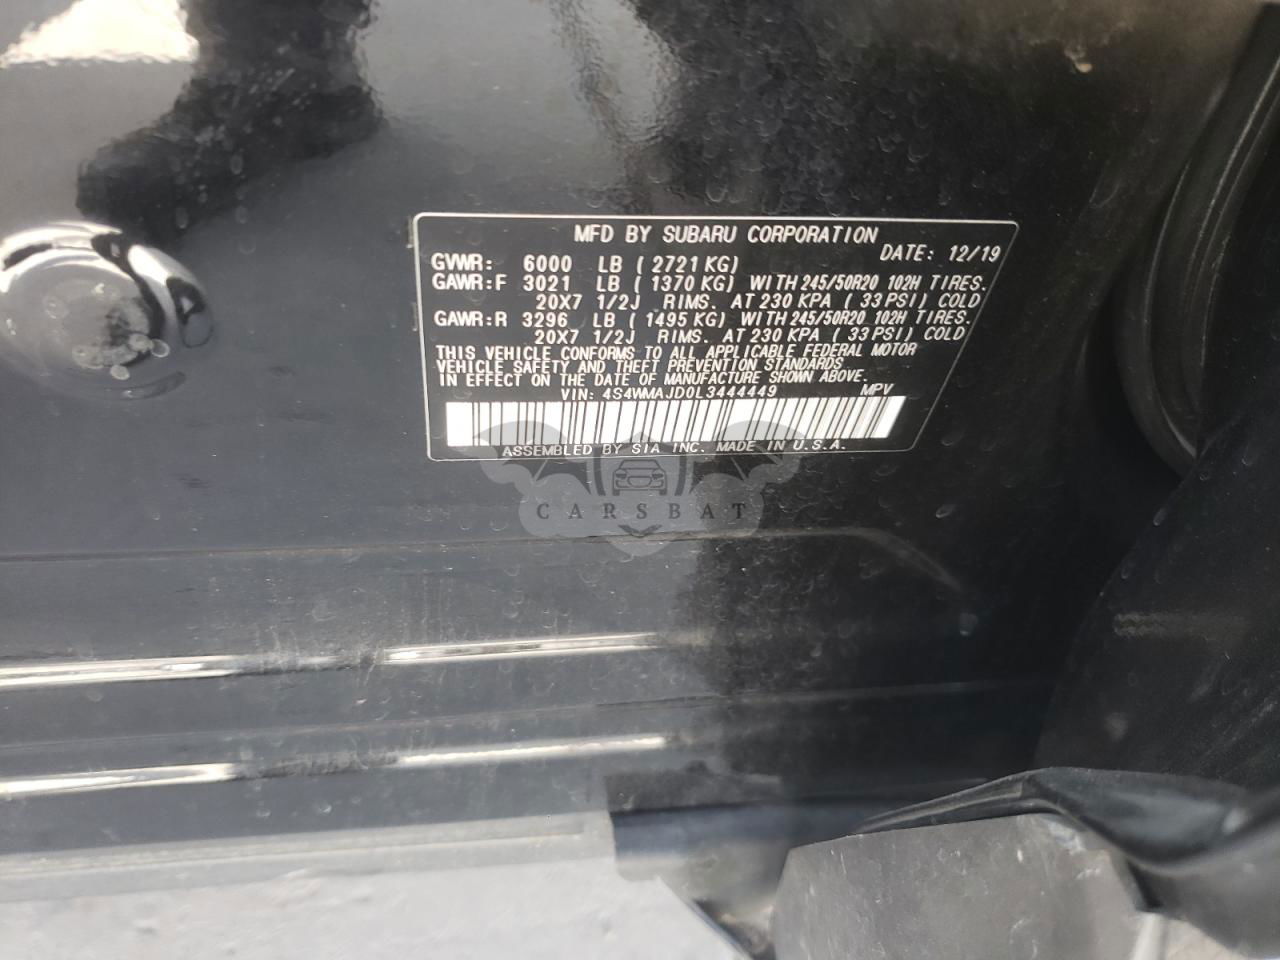 MFD BY SUBARU CORPORATION
DATE: 12/19
GVWR: 6000 LB (2721 KG)
GAWR:F 3021 LB (1370 KG) WITH 245/50R20 102H TIRES.
20X7 1/2J RIMS. AT 230 KPA (33 PSI) COLD
GAWR:R 3296 LB (1495 KG) WITH 245/50R20 102H TIRES.
20X7 1/2J RIMS. AT 230 KPA (33 PSI) COLD
THIS VEHICLE CONFORMS TO ALL APPLICABLE FEDERAL MOTOR
VEHICLE SAFETY AND THEFT PREVENTION STANDARDS
IN EFFECT ON THE DATE OF MANUFACTURE SHOWN ABOVE.
VIN: 4S4WMAJD0L3444449 MPV
ASSEMBLED BY SIA INC. MADE IN U.S.A.
CARSBAT